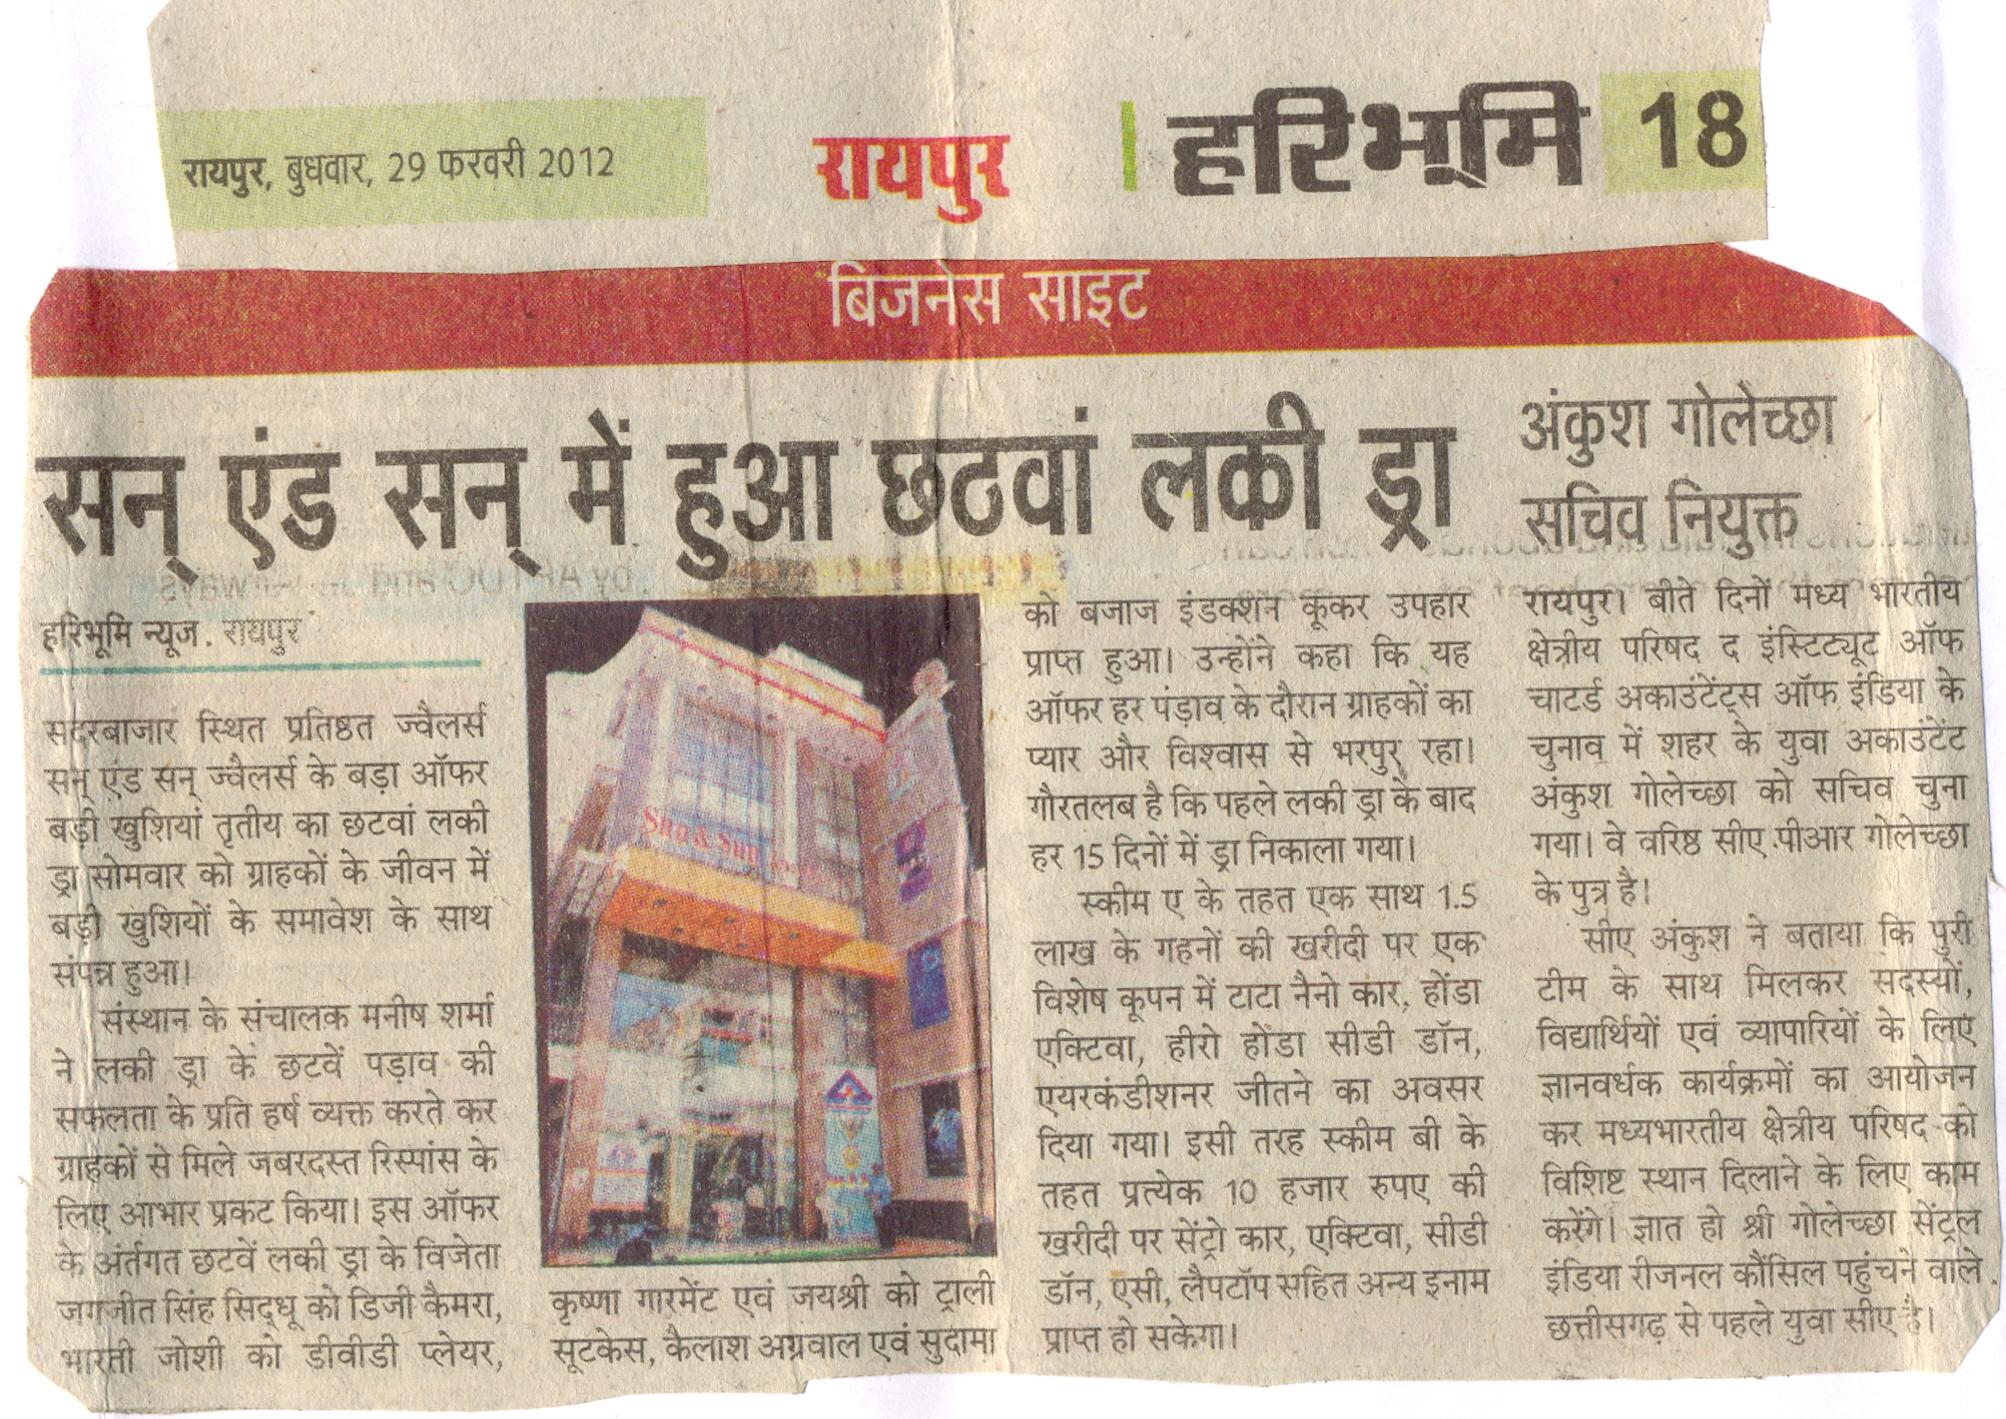 रायपुर, बुधवार, 29 फरवरी 2012
रायपुर
हरिभूमि
18
बिजनेस साइट
सन् एंड सन् में हुआ छटवां लकी ड्रा
हरिभूमि न्यूज. रायपुर
सदरबाजार स्थित प्रतिष्ठत ज्वैलर्स
सन् एंड सन् ज्वैलर्स के बड़ा ऑफर
बड़ी खुशियां तृतीय का छटवां लकी
ड्रा सोमवार को ग्राहकों के जीवन में
बड़ी खुशियों के समावेश के साथ
संपन्न हुआ।
संस्थान के संचालक मनीष शर्मा
ने लकी ड्रा के छटवें पड़ाव की
सफलता के प्रति हर्ष व्यक्त करते कर
ग्राहकों से मिले जबरदस्त रिस्पांस के
लिए आभार प्रकट किया। इस ऑफर
के अंर्तगत छटवें लकी ड्रा के विजेता
जगजीत सिंह सिद्धू को डिजी कैमरा,
भारती जोशी को डीवीडी प्लेयर,
Sun & Sun
कृष्णा गारमेंट एवं जयश्री को ट्राली
सूटकेस, कैलाश अग्रवाल एवं सुदामा
को बजाज इंडक्शन कूकर उपहार
प्राप्त हुआ। उन्होंने कहा कि यह
ऑफर हर पंड़ाव के दौरान ग्राहकों का
प्यार और विश्वास से भरपुर रहा।
गौरतलब है कि पहले लकी ड्रा के बाद
हर 15 दिनों में ड्रा निकाला गया।
स्कीम ए के तहत एक साथ 1.5
लाख के गहनों की खरीदी पर एक
विशेष कूपन में टाटा नैनो कार, होंडा
एक्टिवा, हीरो होंडा सीडी डॉन,
एयरकंडीशनर जीतने का अवसर
दिया गया। इसी तरह स्कीम बी के
तहत प्रत्येक 10 हजार रुपए की
खरीदी पर सेंट्रो कार, एक्टिवा, सीडी
डॉन, एसी, लैपटॉप सहित अन्य इनाम
प्राप्त हो सकेगा।
अंकुश गोलेच्छा
सचिव नियुक्त
रायपुर। बीते दिनों मध्य भारतीय
क्षेत्रीय परिषद द इंस्टिट्यूट ऑफ
चाटर्ड अकाउंटेंट्स ऑफ इंडिया के
चुनाव में शहर के युवा अकाउंटेंट
अंकुश गोलेच्छा को सचिव चुना
गया। वे वरिष्ठ सीए पीआर गोलेच्छा
के पुत्र है।
सीए अंकुश ने बताया कि पुरी
टीम के साथ मिलकर सदस्यों,
विद्यार्थियों एवं व्यापारियों के लिए
ज्ञानवर्धक कार्यक्रमों का आयोजन
कर मध्यभारतीय क्षेत्रीय परिषद को
विशिष्ट स्थान दिलाने के लिए काम
करेंगे। ज्ञात हो श्री गोलेच्छा सेंट्रल
इंडिया रीजनल कौंसिल पहुंचने वाले
छत्तीसगढ़ से पहले युवा सीए है।